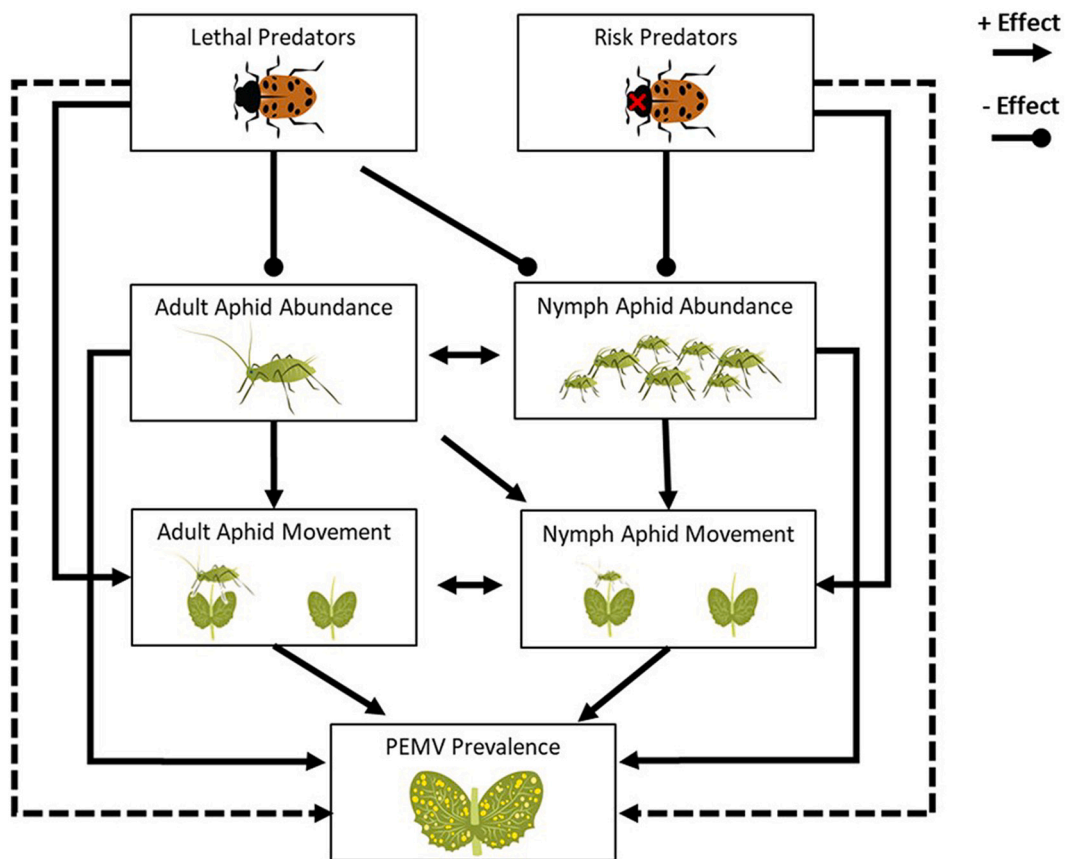 Lethal Predators
Risk Predators
+ Effect
- Effect
Adult Aphid Abundance
Nymph Aphid Abundance
Adult Aphid Movement
Nymph Aphid Movement
PEMV Prevalence